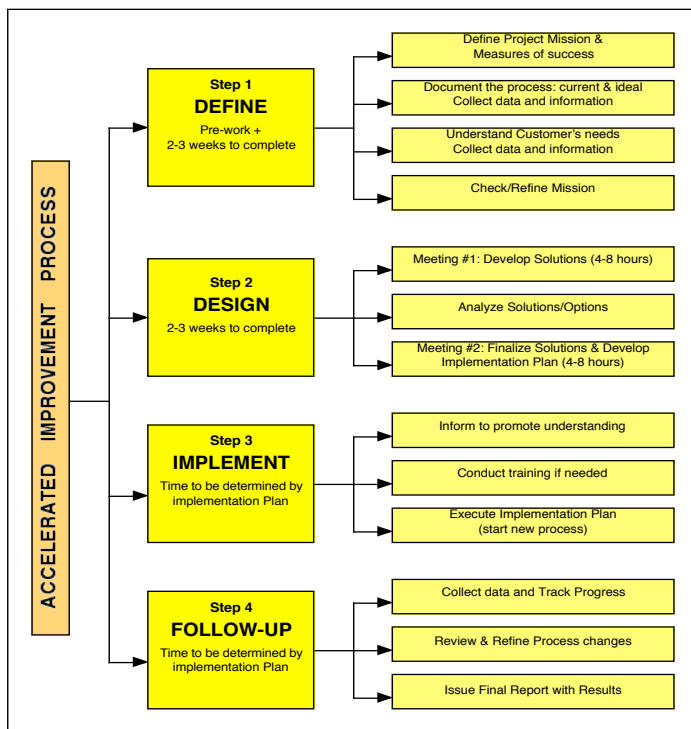 ACCELERATED IMPROVEMENT PROCESS
Step 1
DEFINE
Pre-work +
2-3 weeks to complete
Define Project Mission &
Measures of success
Document the process: current & ideal
Collect data and information
Understand Customer's needs
Collect data and information
Check/Refine Mission
Step 2
DESIGN
2-3 weeks to complete
Meeting #1: Develop Solutions (4-8 hours)
Analyze Solutions/Options
Meeting #2: Finalize Solutions & Develop
Implementation Plan (4-8 hours)
Step 3
IMPLEMENT
Time to be determined by
implementation Plan
Inform to promote understanding
Conduct training if needed
Execute Implementation Plan
(start new process)
Step 4
FOLLOW-UP
Time to be determined by
implementation Plan
Collect data and Track Progress
Review & Refine Process changes
Issue Final Report with Results